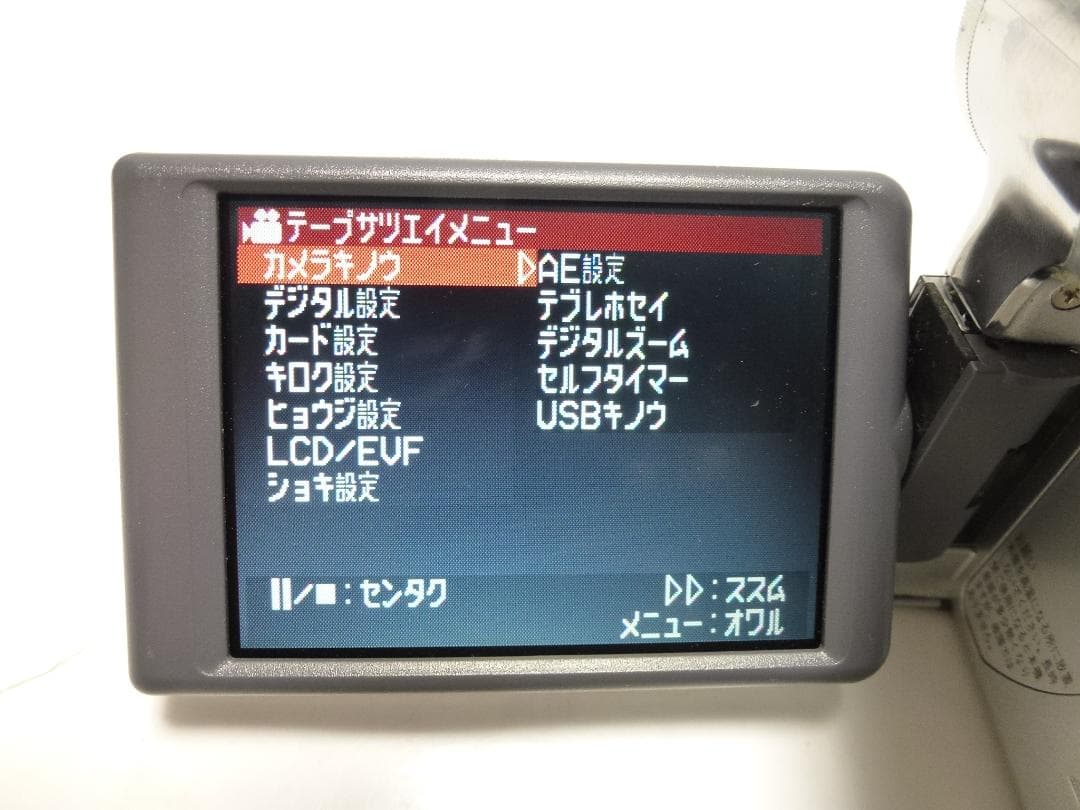 テープサツエイメニュー
カメラキノウ ▷AE設定
デジタル設定 テブレホセイ
カード設定 デジタルズーム
キロク設定 セルフタイマー
ヒョウジ設定 USBキノウ
LCD/EVF
ショキ設定
❚❚/■:センタク ▷▷:ススム
メニュー:オワル